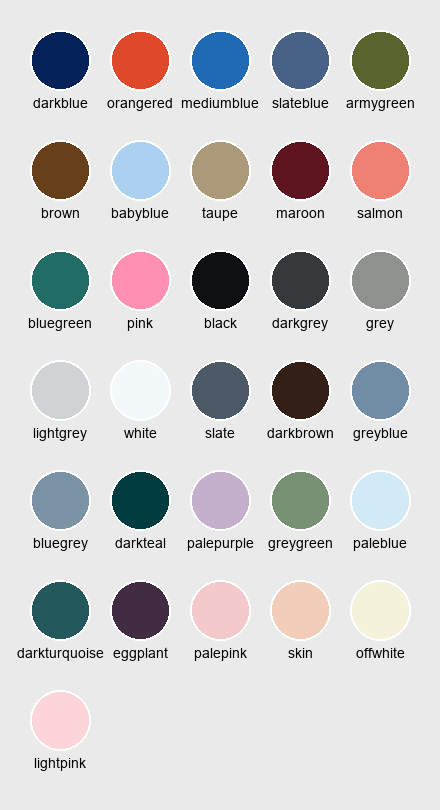 darkblue orangered mediumblue slateblue armygreen
brown babyblue taupe maroon salmon
bluegreen pink black darkgrey grey
lightgrey white slate darkbrown greyblue
bluegrey darkteal palepurple greygreen paleblue
darkturquoise eggplant palepink skin offwhite
lightpink